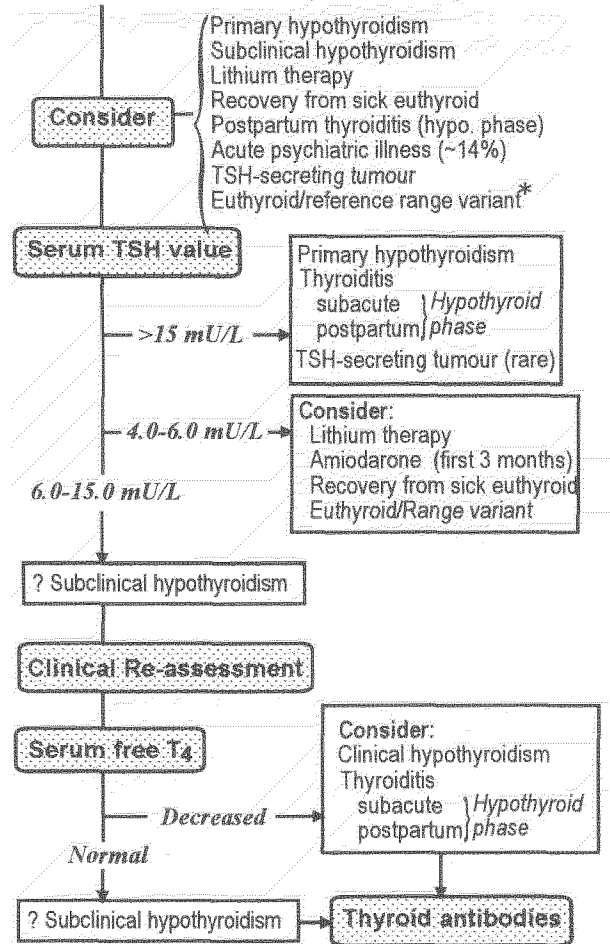 Primary hypothyroidism
Subclinical hypothyroidism
Lithium therapy
Recovery from sick euthyroid
Consider
Postpartum thyroiditis (hypo. phase)
Acute psychiatric illness (~14%)
TSH-secreting tumour
Euthyroid/reference range variant*
Serum TSH value
Primary hypothyroidism
Thyroiditis
subacute
postpartum
} Hypothyroid
phase
TSH-secreting tumour (rare)
>15 mU/L
4.0-6.0 mU/L
Consider:
Lithium therapy
Amiodarone (first 3 months)
Recovery from sick euthyroid
Euthyroid/Range variant
6.0-15.0 mU/L
? Subclinical hypothyroidism
Clinical Re-assessment
Serum free T4
Consider:
Clinical hypothyroidism
Thyroiditis
subacute
postpartum
} Hypothyroid
phase
Decreased
Normal
? Subclinical hypothyroidism
Thyroid antibodies